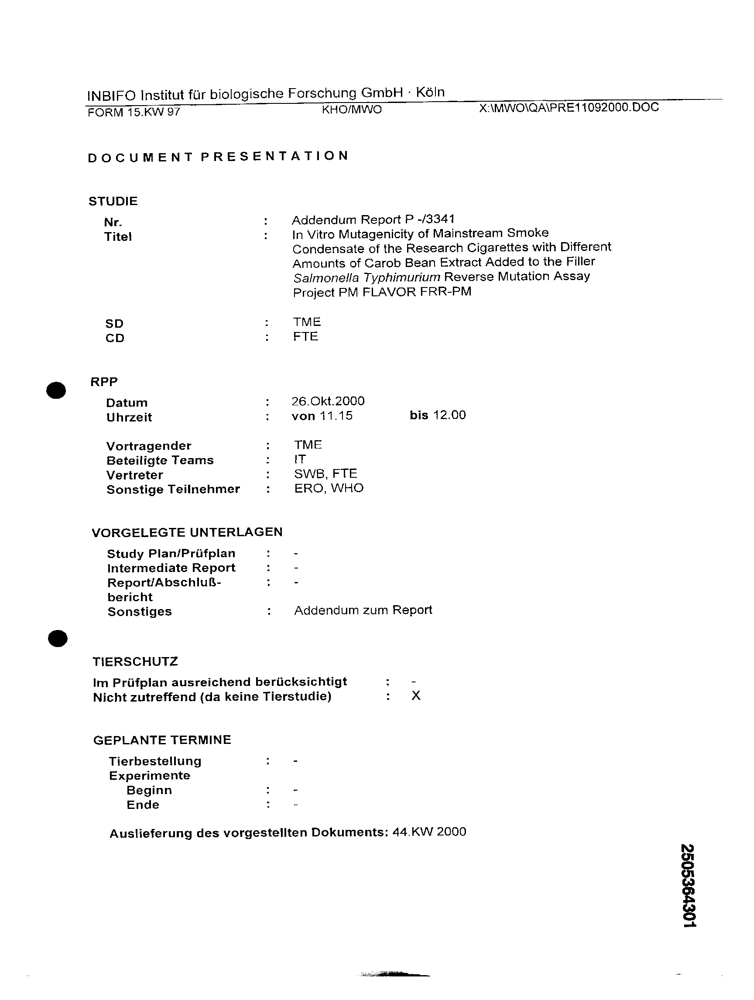 INBIFO Institut für biologische Forschung GmbH · Köln
FORM 15.KW 97 KHO/MWO X:\MWO\QA\PRE11092000.DOC
DOCUMENT PRESENTATION
STUDIE
Nr. : Addendum Report P -/3341
Titel : In Vitro Mutagenicity of Mainstream Smoke
Condensate of the Research Cigarettes with Different
Amounts of Carob Bean Extract Added to the Filler
Salmonella Typhimurium Reverse Mutation Assay
Project PM FLAVOR FRR-PM
SD : TME
CD : FTE
RPP
Datum : 26.Okt.2000
Uhrzeit : von 11.15 bis 12.00
Vortragender : TME
Beteiligte Teams : IT
Vertreter : SWB, FTE
Sonstige Teilnehmer : ERO, WHO
VORGELEGTE UNTERLAGEN
Study Plan/Prüfplan : -
Intermediate Report : -
Report/Abschluß- : -
bericht
Sonstiges : Addendum zum Report
TIERSCHUTZ
Im Prüfplan ausreichend berücksichtigt : -
Nicht zutreffend (da keine Tierstudie) : X
GEPLANTE TERMINE
Tierbestellung : -
Experimente
Beginn : -
Ende : -
Auslieferung des vorgestellten Dokuments: 44.KW 2000
2505364301